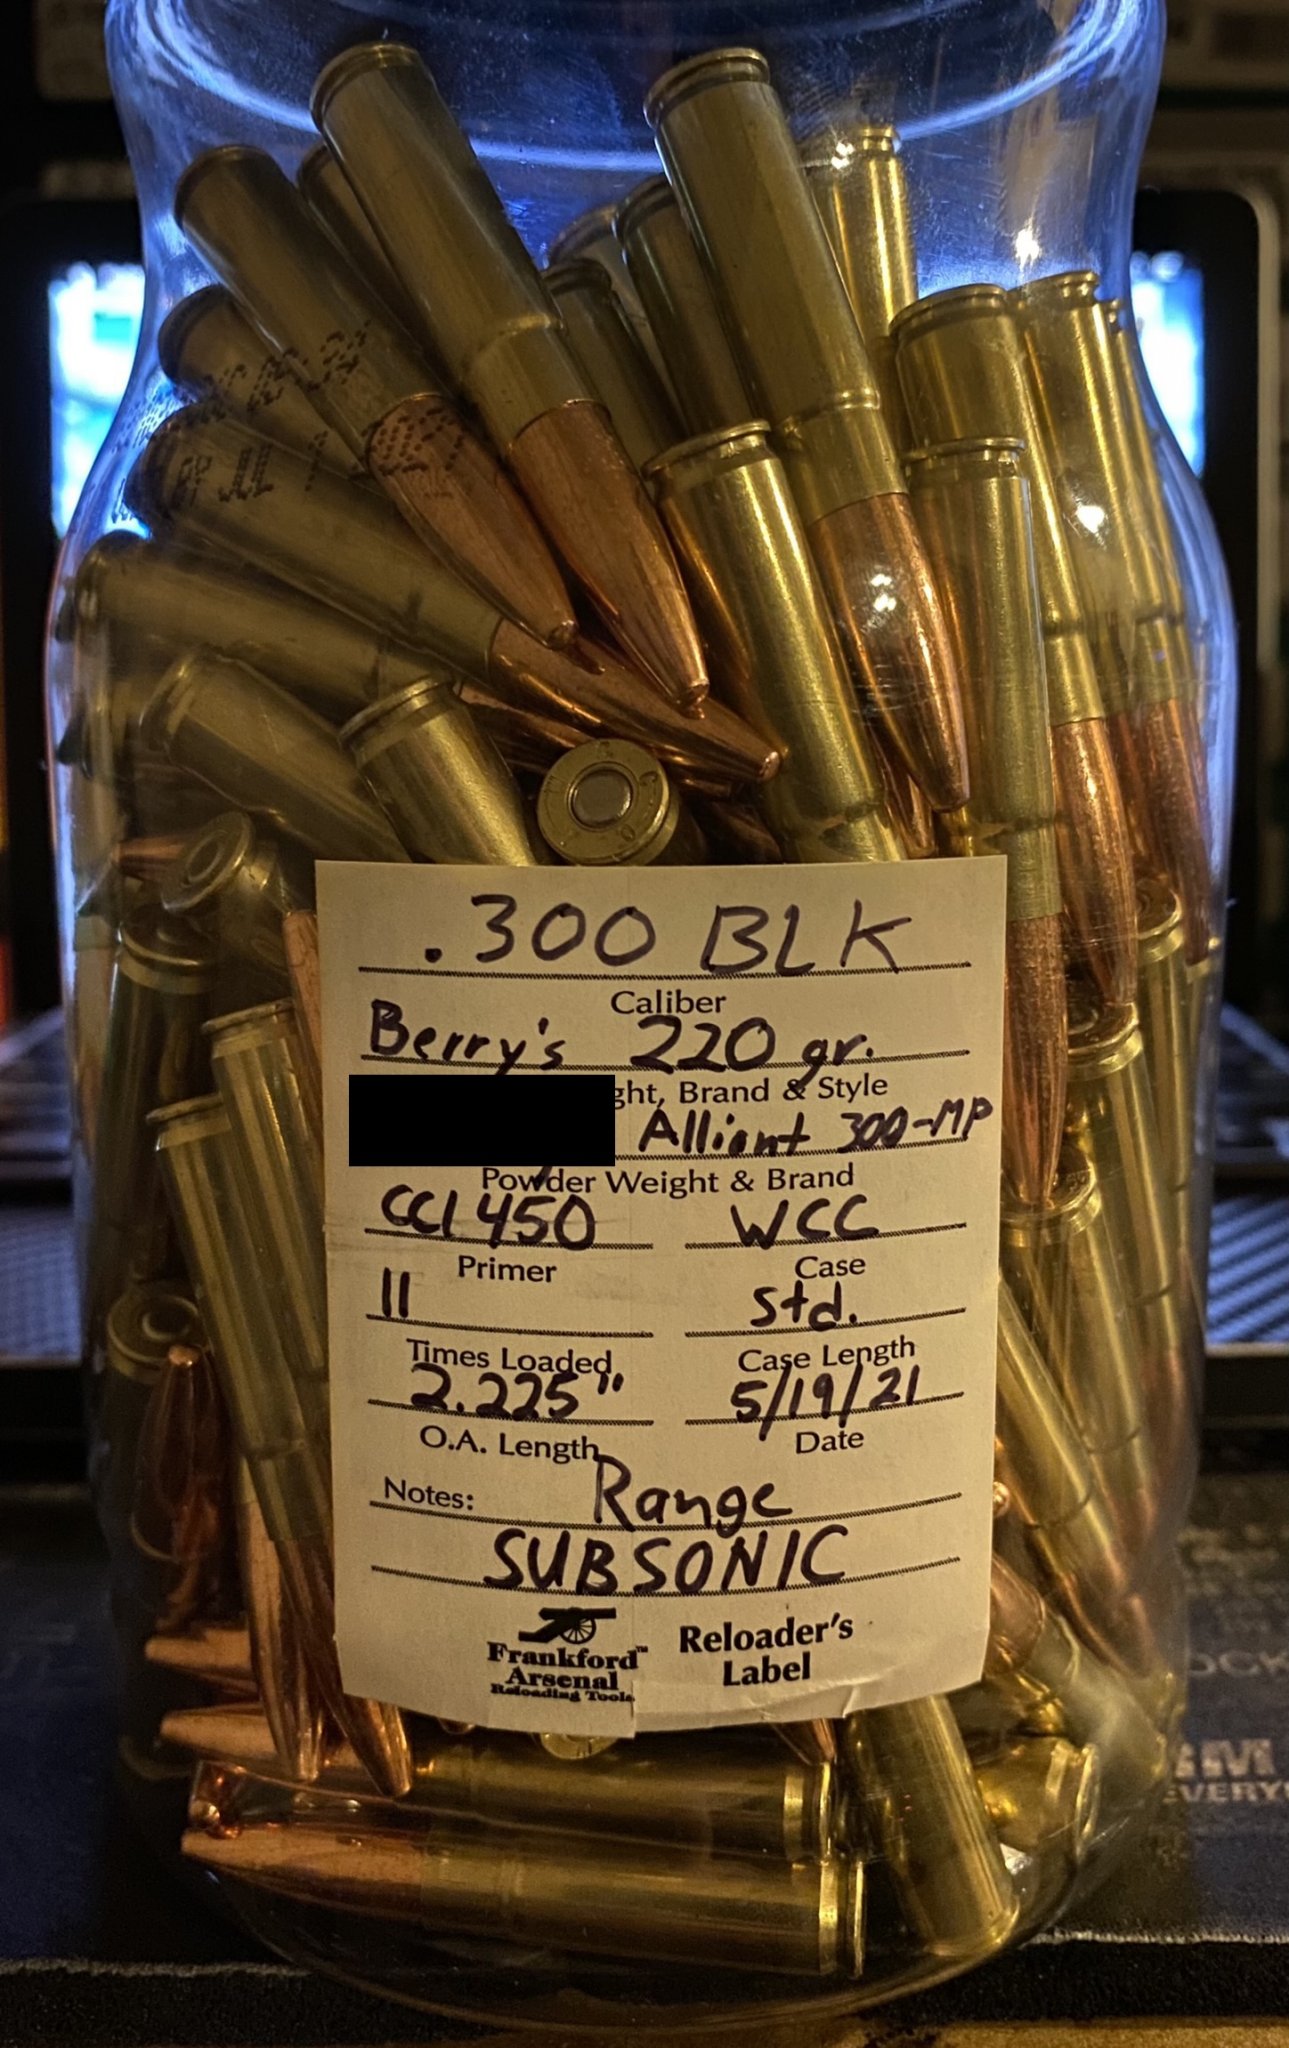 .300 BLK
Caliber
Berry's 220 gr.
ght, Brand & Style
Alliant 300-MP
Powder Weight & Brand
CCI 450 WCC
Primer Case
11 Std.
Times Loaded Case Length
2.225" 5/19/21
O.A. Length Date
Notes: Range
SUBSONIC
Frankford™ Reloader's
Arsenal Label
Reloading Tools